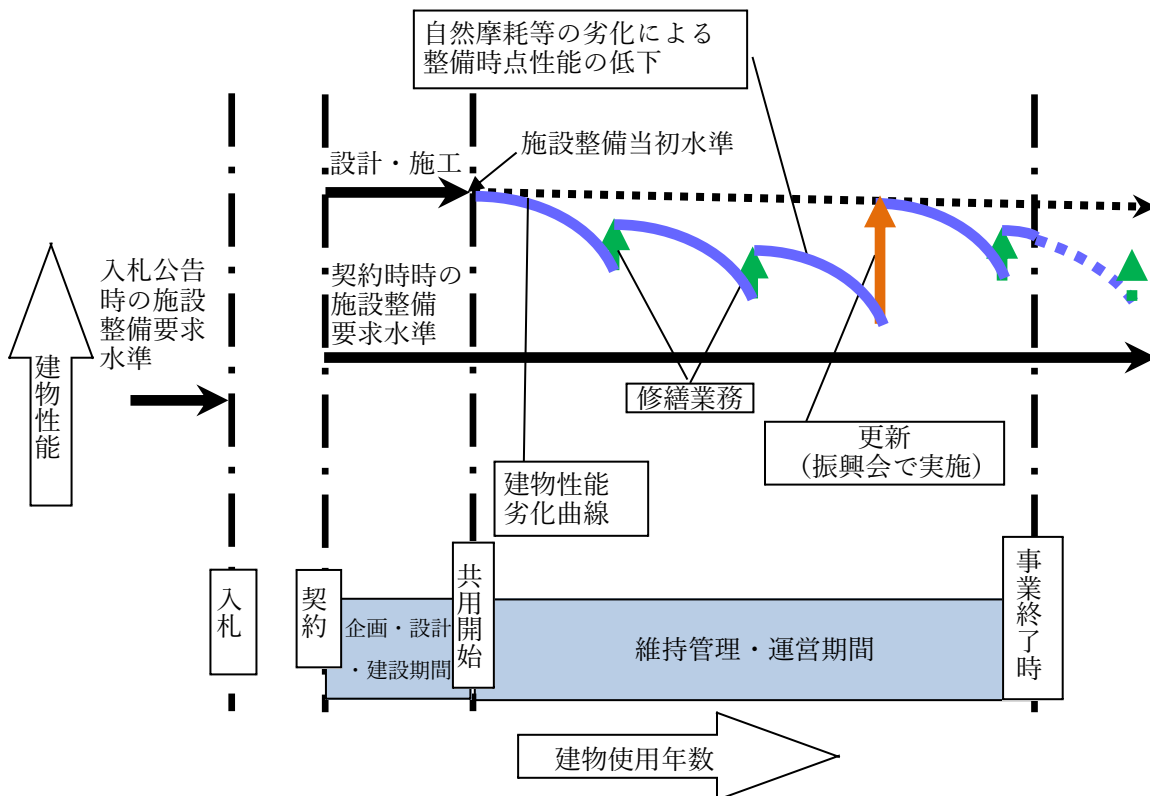 自然摩耗等の劣化による
整備時点性能の低下
施設整備当初水準
設計・施工
入札公告
時の施設
整備要求
水準
契約時時の
施設整備
要求水準
建物性能
修繕業務
更新
（振興会で実施）
建物性能
劣化曲線
入札
契約
共用開始
事業終了時
企画・設計
・建設期間
維持管理・運営期間
建物使用年数